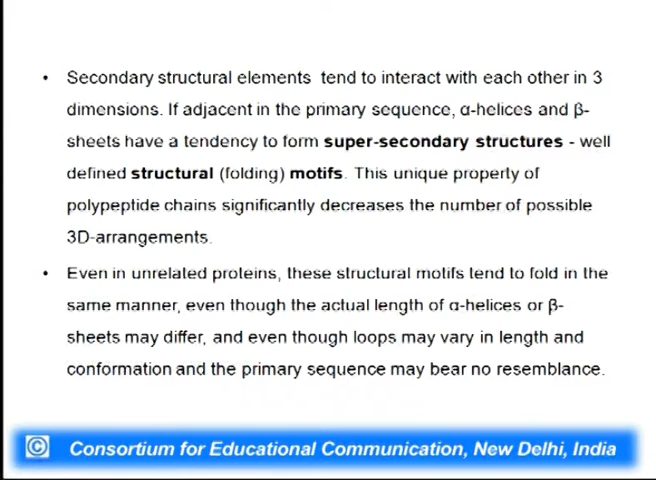 • Secondary structural elements tend to interact with each other in 3
dimensions. If adjacent in the primary sequence, α-helices and β-
sheets have a tendency to form super-secondary structures - well
defined structural (folding) motifs. This unique property of
polypeptide chains significantly decreases the number of possible
3D-arrangements.
• Even in unrelated proteins, these structural motifs tend to fold in the
same manner, even though the actual length of α-helices or β-
sheets may differ, and even though loops may vary in length and
conformation and the primary sequence may bear no resemblance.
© Consortium for Educational Communication, New Delhi, India